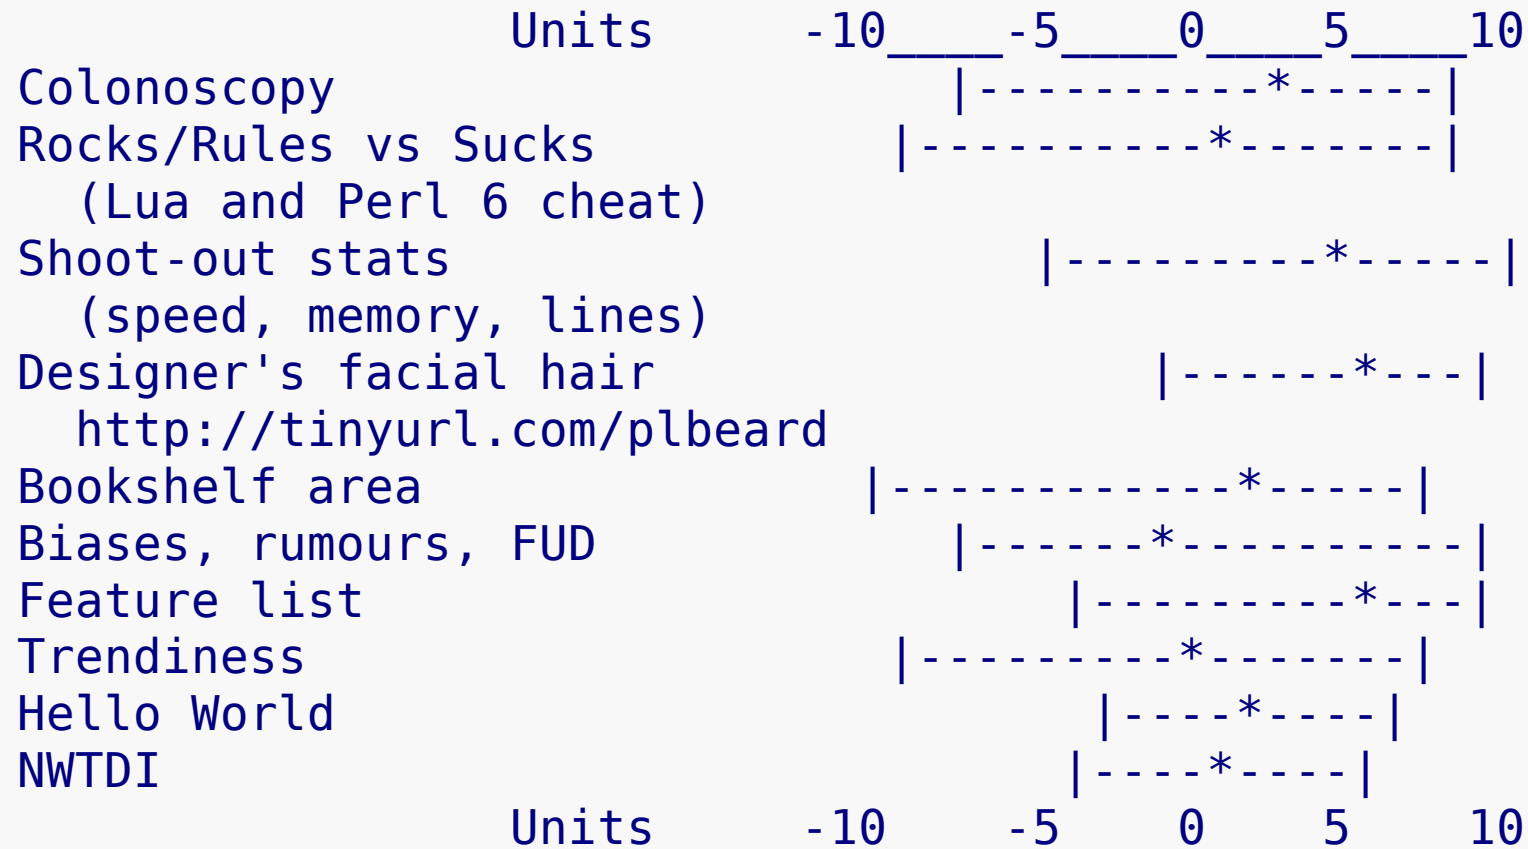 Units     -10____-5____0____5____10
Colonoscopy                     |----------*-----|
Rocks/Rules vs Sucks          |----------*-------|
  (Lua and Perl 6 cheat)
Shoot-out stats                    |---------*-----|
  (speed, memory, lines)
Designer's facial hair                 |------*---|
  http://tinyurl.com/plbeard
Bookshelf area               |------------*-----|
Biases, rumours, FUD            |------*----------|
Feature list                        |---------*---|
Trendiness                    |---------*-------|
Hello World                          |----*----|
NWTDI                               |----*----|
                 Units     -10    -5    0    5    10